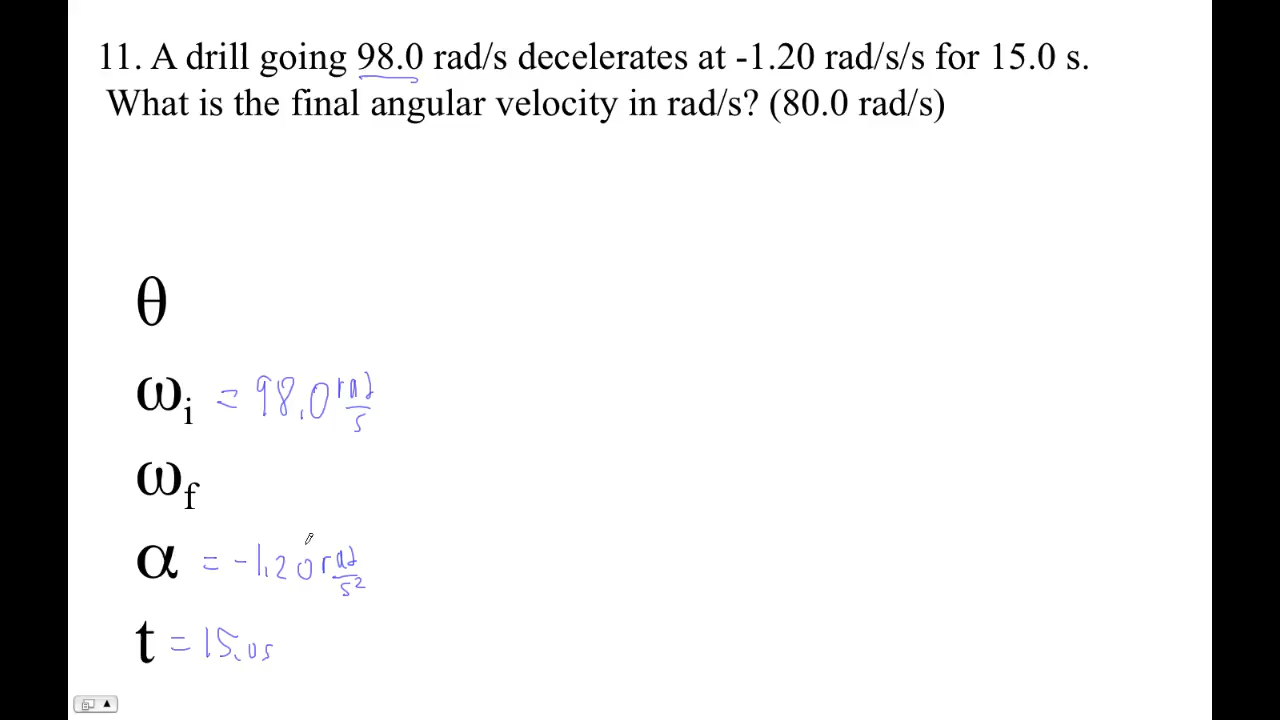 11. A drill going 98.0 rad/s decelerates at -1.20 rad/s/s for 15.0 s.
What is the final angular velocity in rad/s? (80.0 rad/s)
θ
ωi = 98.0 rad/s
ωf
α = -1.20 rad/s²
t = 15.0s